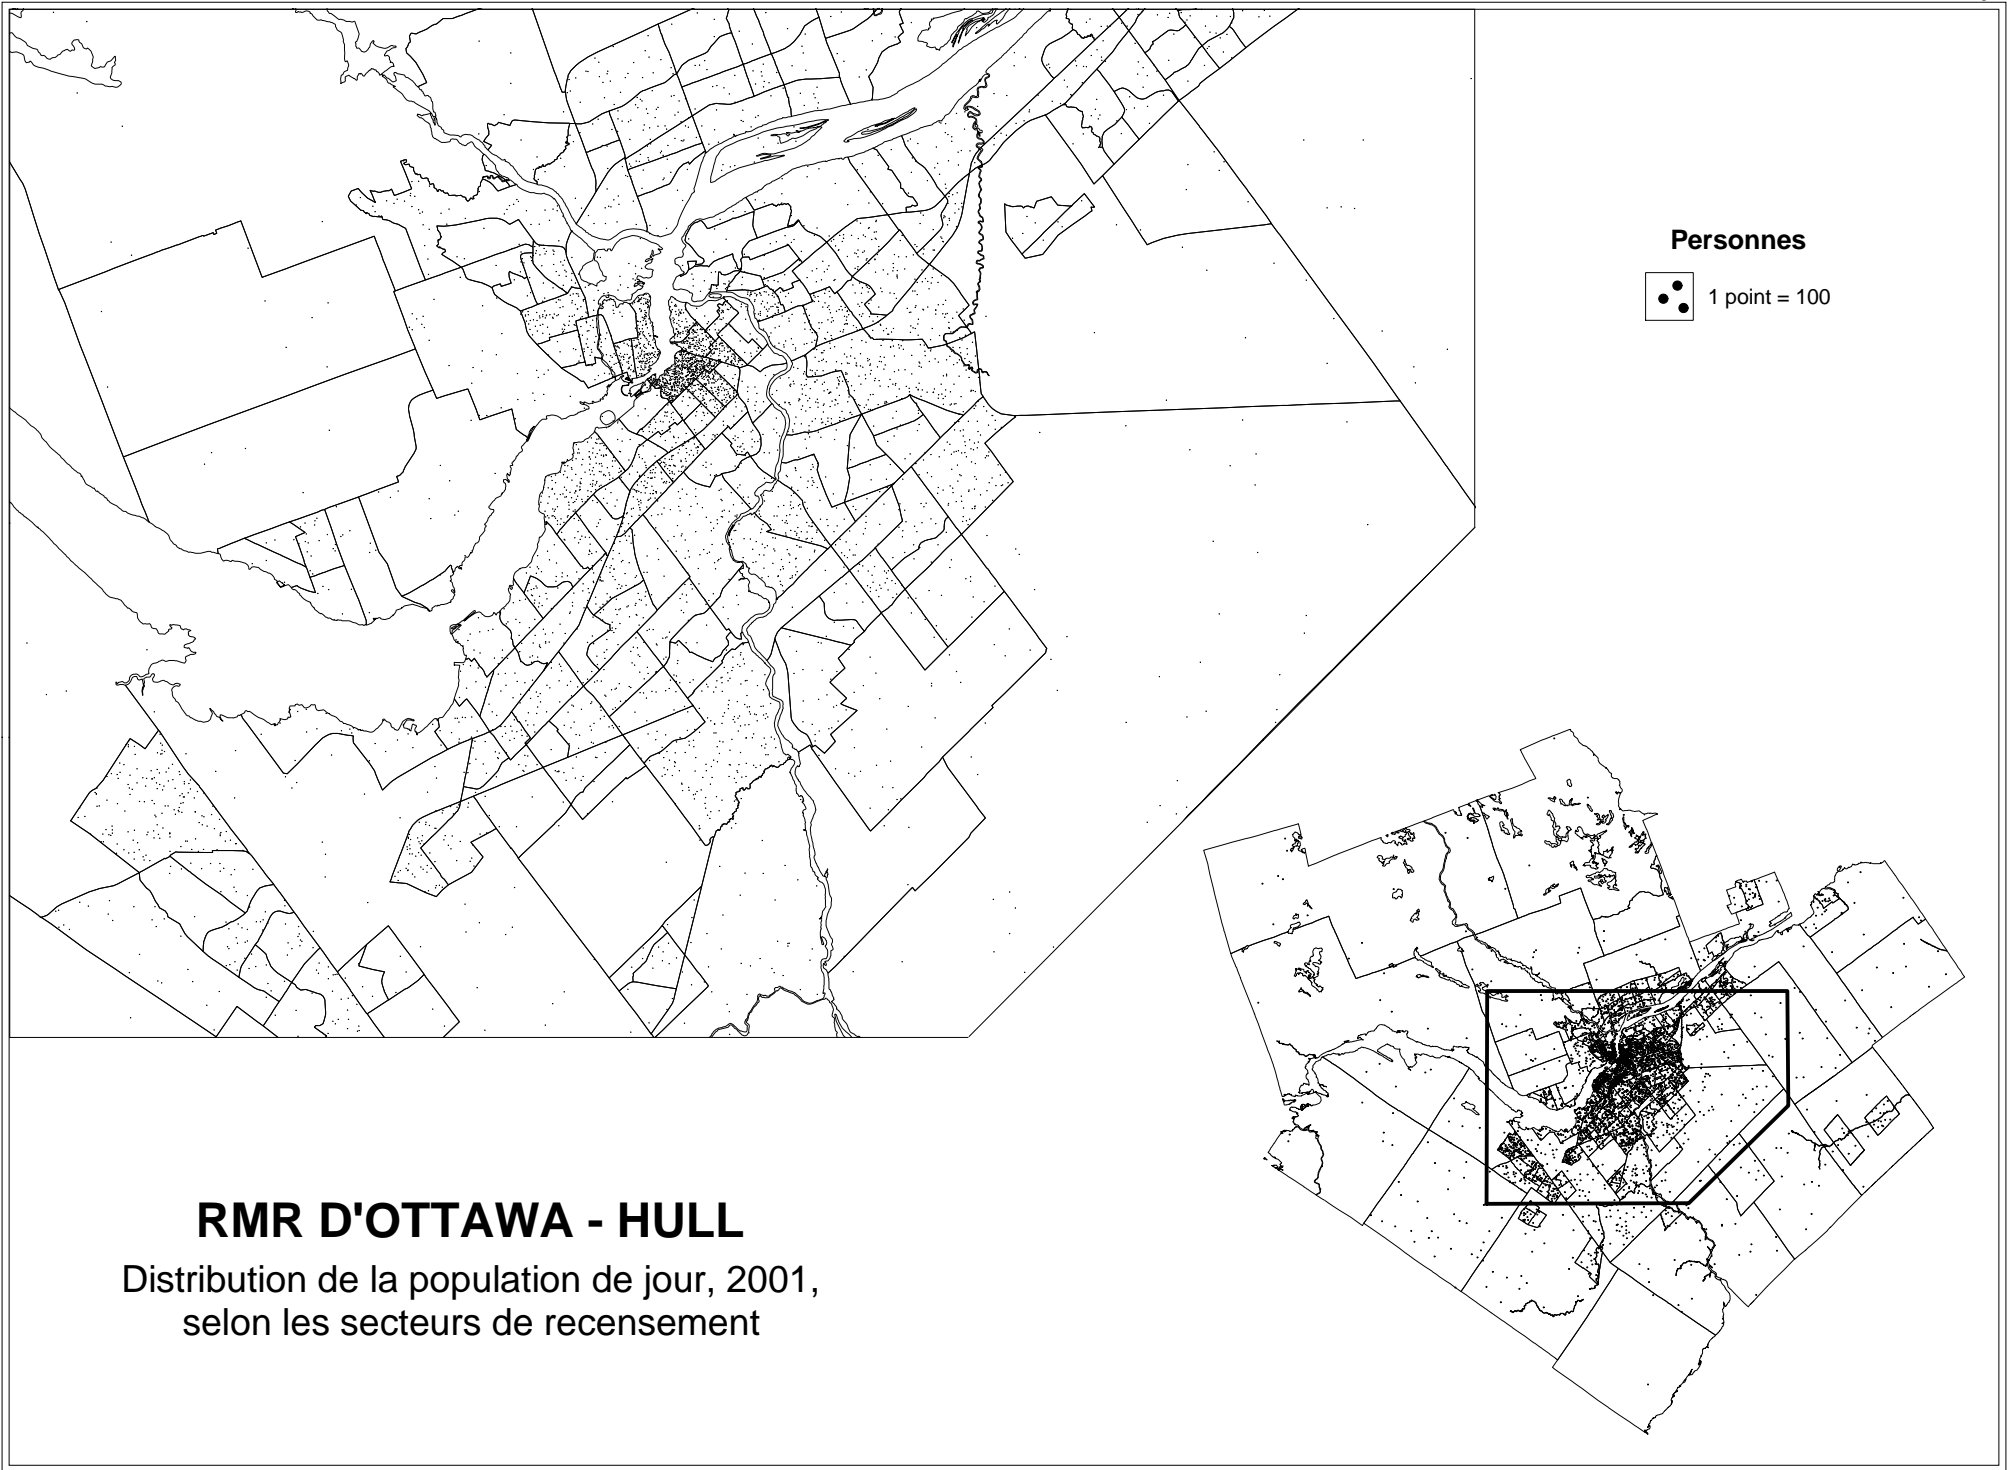 Personnes
1 point = 100
RMR D'OTTAWA - HULL
Distribution de la population de jour, 2001,
selon les secteurs de recensement